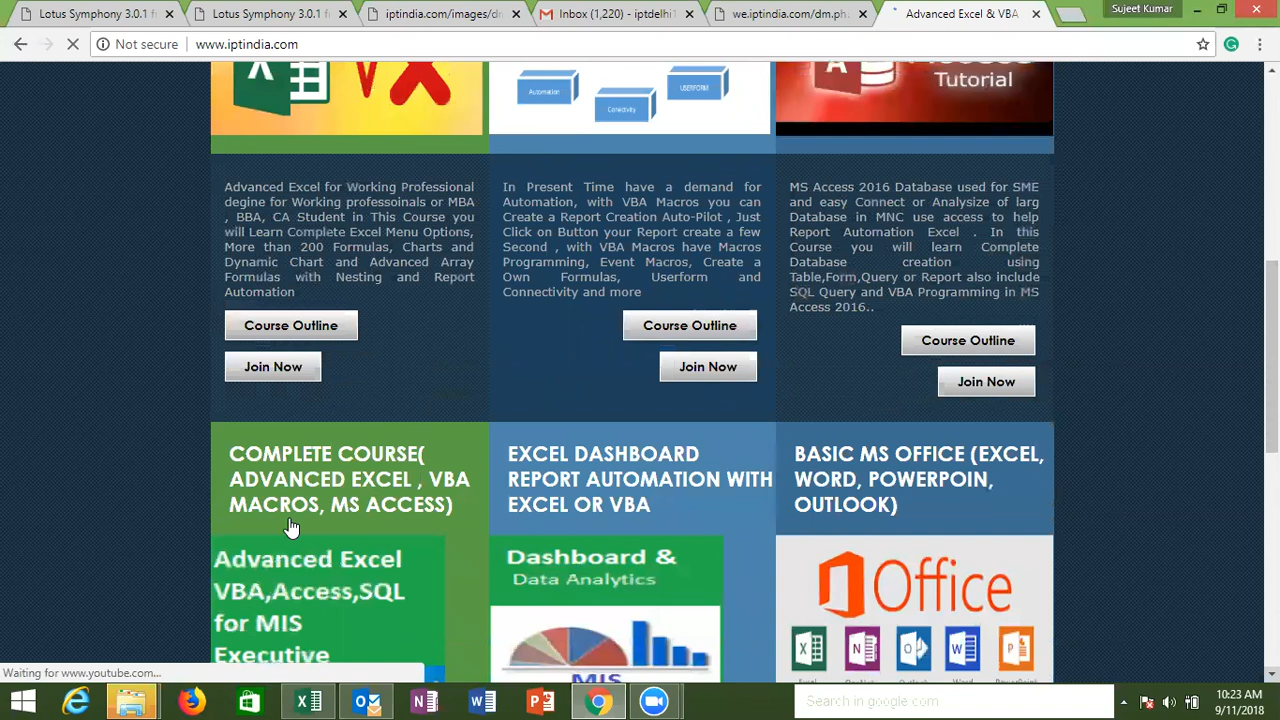 Lotus Symphony 3.0.1 f
Lotus Symphony 3.0.1 f
iptindia.com/images/dr
Inbox (1,220) - iptdelhi1
we.iptindia.com/dm.ph
Advanced Excel & VBA
Sujeet Kumar
Not secure
www.iptindia.com
Automation
Conectivity
USERFORM
Tutorial
Advanced Excel for Working Professional
degine for Working professoinals or MBA
, BBA, CA Student in This Course you
will Learn Complete Excel Menu Options,
More than 200 Formulas, Charts and
Dynamic Chart and Advanced Array
Formulas with Nesting and Report
Automation
Course Outline
Join Now
In Present Time have a demand for
Automation, with VBA Macros you can
Create a Report Creation Auto-Pilot , Just
Click on Button your Report create a few
Second , with VBA Macros have Macros
Programming, Event Macros, Create a
Own Formulas, Userform and
Connectivity and more
Course Outline
Join Now
MS Access 2016 Database used for SME
and easy Connect or Analysize of larg
Database in MNC use access to help
Report Automation Excel . In this
Course you will learn Complete
Database creation using
Table,Form,Query or Report also include
SQL Query and VBA Programming in MS
Access 2016..
Course Outline
Join Now
COMPLETE COURSE(
ADVANCED EXCEL , VBA
MACROS, MS ACCESS)
Advanced Excel
VBA,Access,SQL
for MIS
Executive
EXCEL DASHBOARD
REPORT AUTOMATION WITH
EXCEL OR VBA
Dashboard &
Data Analytics
MIS
BASIC MS OFFICE (EXCEL,
WORD, POWERPOIN,
OUTLOOK)
Office
Waiting for www.youtube.com...
Search in google.com
10:23 AM
9/11/2018